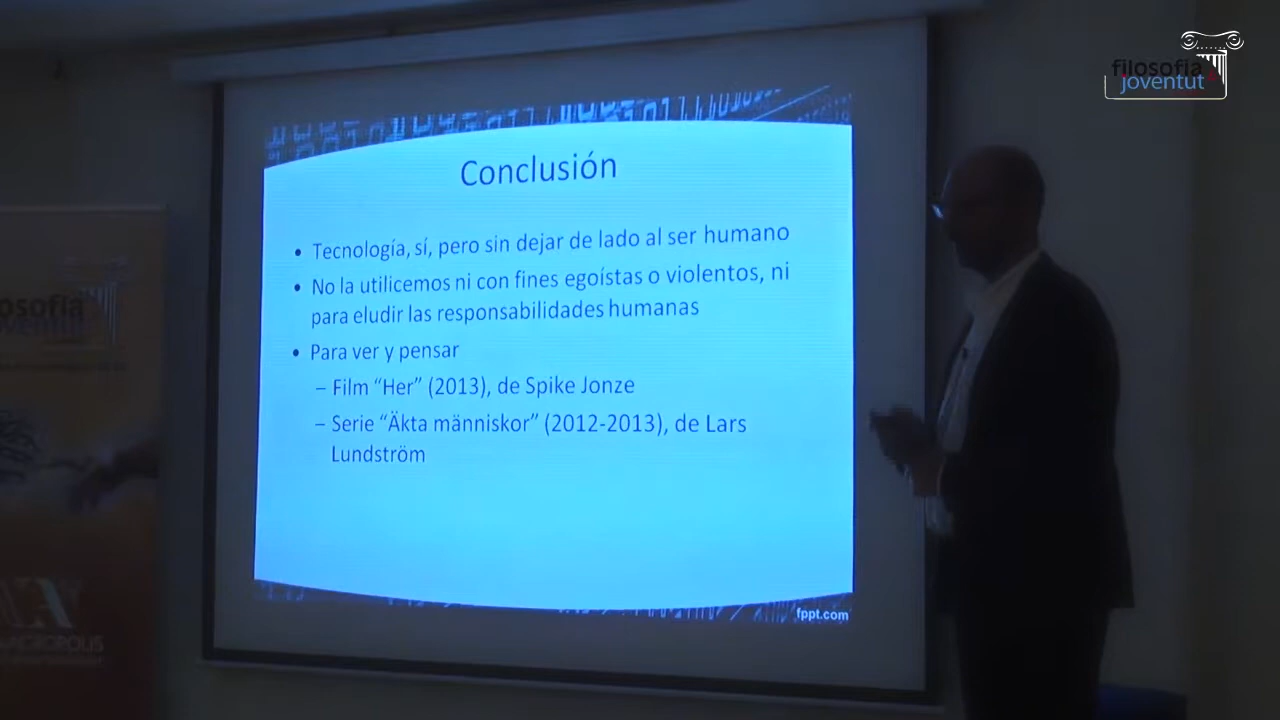 filosofia
joventut
Conclusión
• Tecnología, sí, pero sin dejar de lado al ser humano
• No la utilicemos ni con fines egoístas o violentos, ni
para eludir las responsabilidades humanas
• Para ver y pensar
– Film “Her” (2013), de Spike Jonze
– Serie “Äkta människor” (2012-2013), de Lars
Lundström
fppt.com